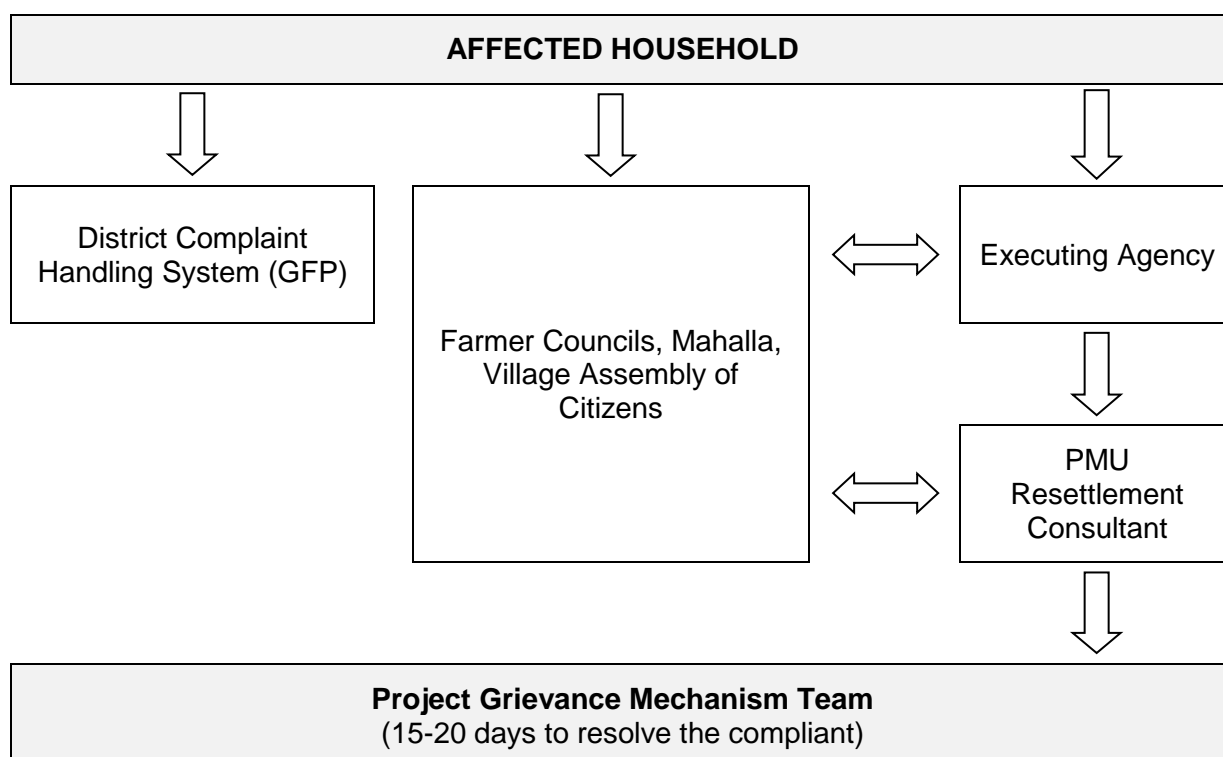 AFFECTED HOUSEHOLD
District Complaint
Handling System (GFP)
Farmer Councils, Mahalla,
Village Assembly of
Citizens
Executing Agency
PMU
Resettlement
Consultant
Project Grievance Mechanism Team
(15-20 days to resolve the compliant)